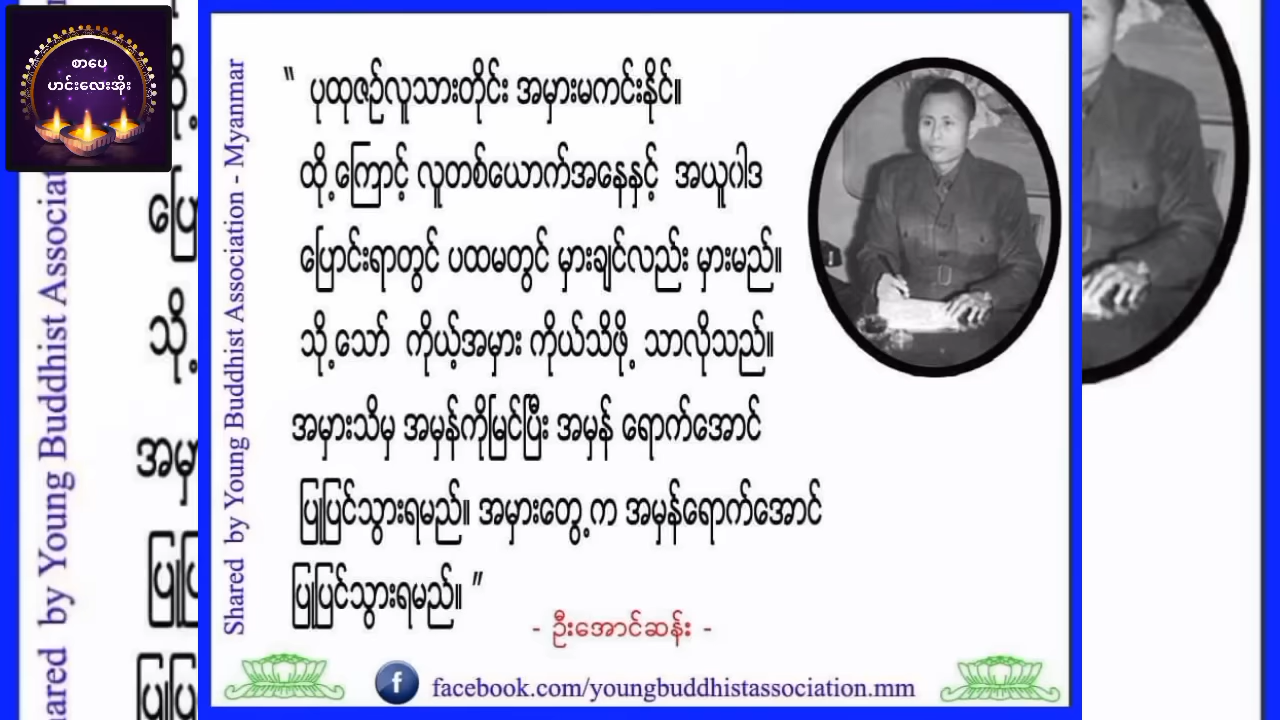 စာပေ
ဟင်းလေးအိုး
Shared by Young Buddhist Association - Myanmar
" ပုထုဇဉ်လူသားတိုင်း အမှားမကင်းနိုင်။
ထို့ကြောင့် လူတစ်ယောက်အနေနှင့် အယူဝါဒ
ပြောင်းရာတွင် ပထမတွင် မှားချင်လည်း မှားမည်။
သို့သော် ကိုယ့်အမှား ကိုယ်သိဖို့ သာလိုသည်။
အမှားသိမှ အမှန်ကိုမြင်ပြီး အမှန် ရောက်အောင်
ပြုပြင်သွားရမည်။ အမှားတွေ့က အမှန်ရောက်အောင်
ပြုပြင်သွားရမည်။ "
- ဦးအောင်ဆန်း -
facebook.com/youngbuddhistassociation.mm